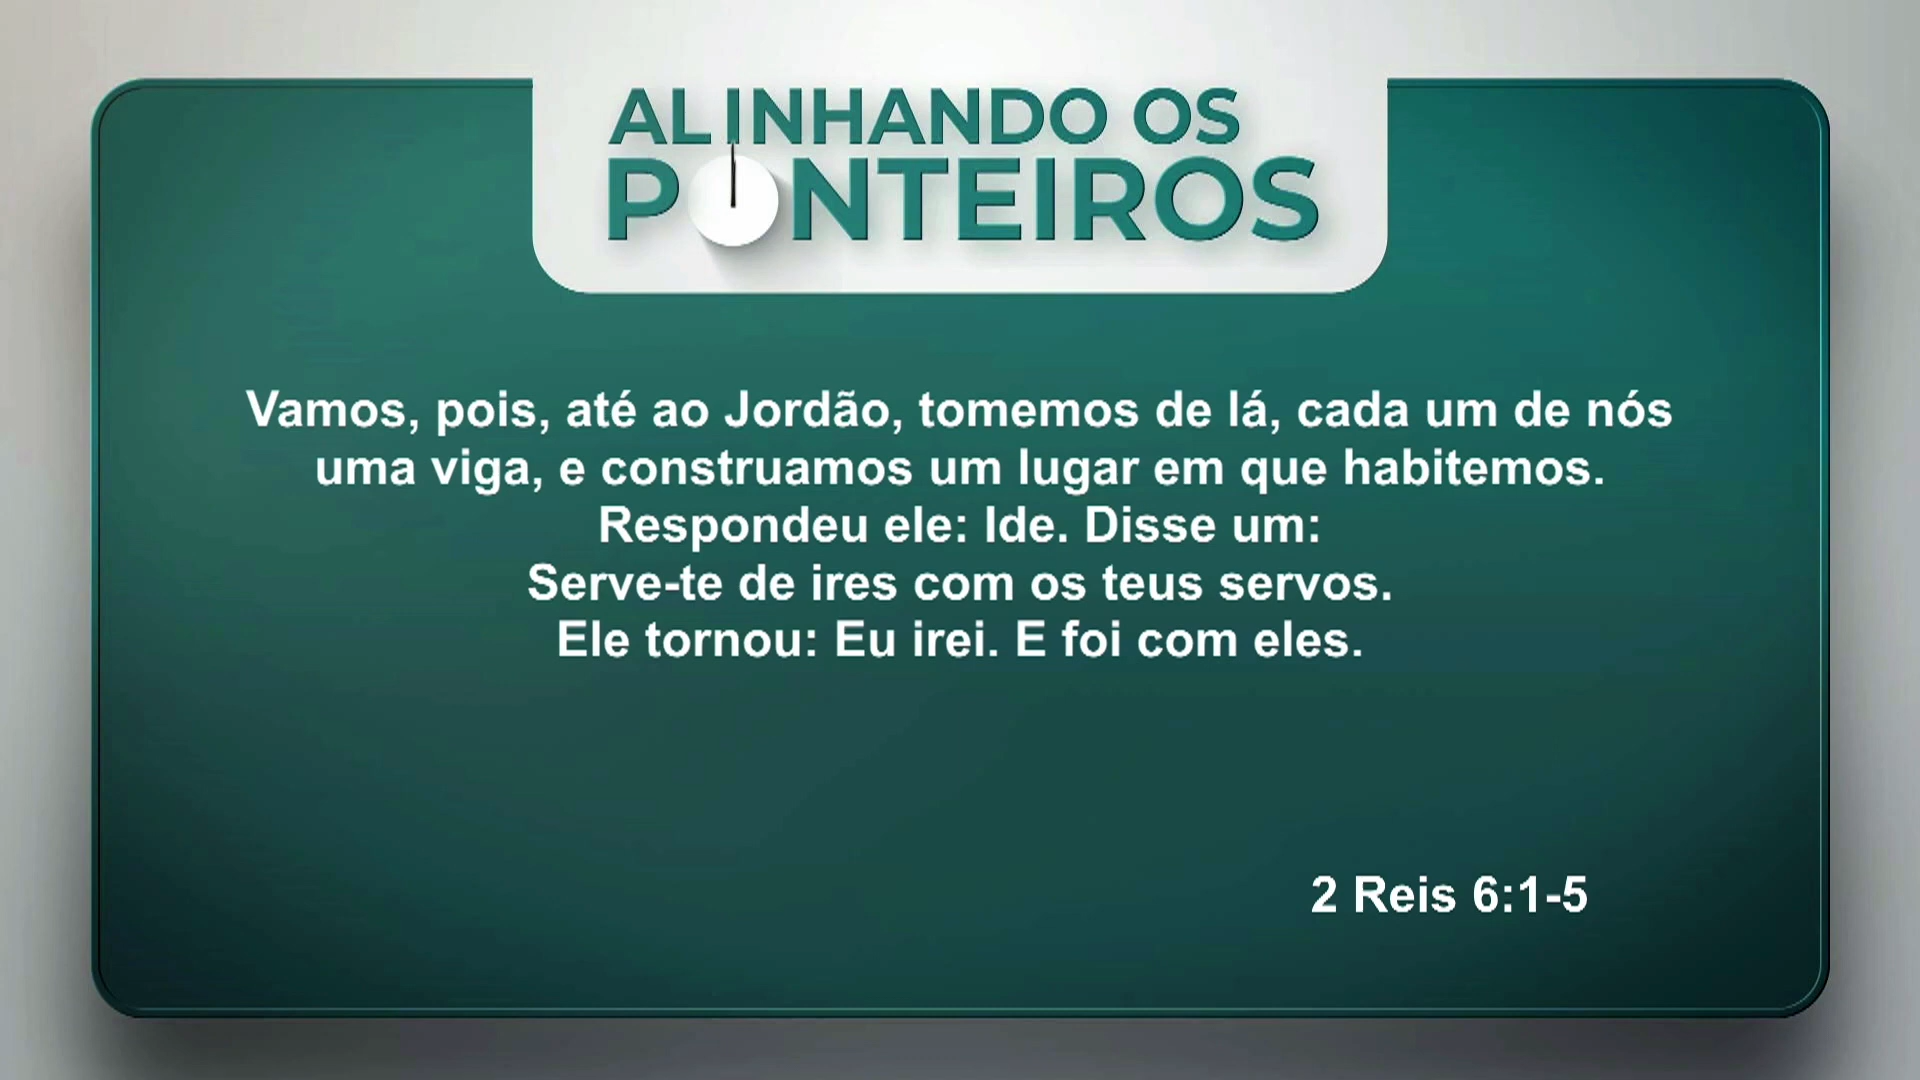 ALINHANDO OS
PONTEIROS
Vamos, pois, até ao Jordão, tomemos de lá, cada um de nós
uma viga, e construamos um lugar em que habitemos.
Respondeu ele: Ide. Disse um:
Serve-te de ires com os teus servos.
Ele tornou: Eu irei. E foi com eles.
2 Reis 6:1-5